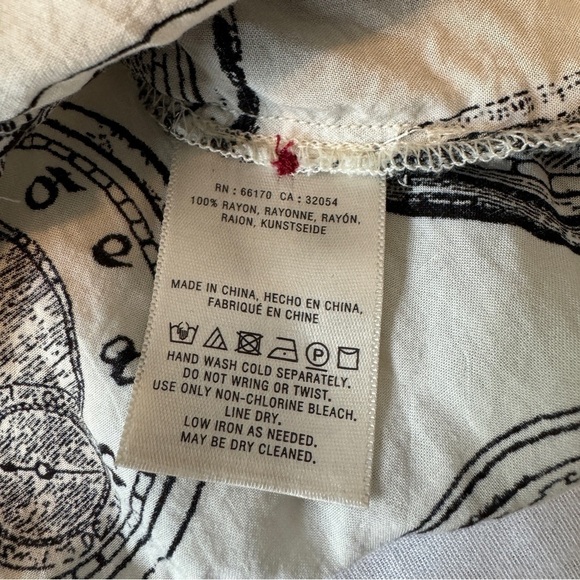 RN : 66170 CA : 32054
100% RAYON, RAYONNE, RAYÓN,
RAION, KUNSTSEIDE
MADE IN CHINA, HECHO EN CHINA,
FABRIQUÉ EN CHINE
HAND WASH COLD SEPARATELY.
DO NOT WRING OR TWIST.
USE ONLY NON-CHLORINE BLEACH.
LINE DRY.
LOW IRON AS NEEDED.
MAY BE DRY CLEANED.